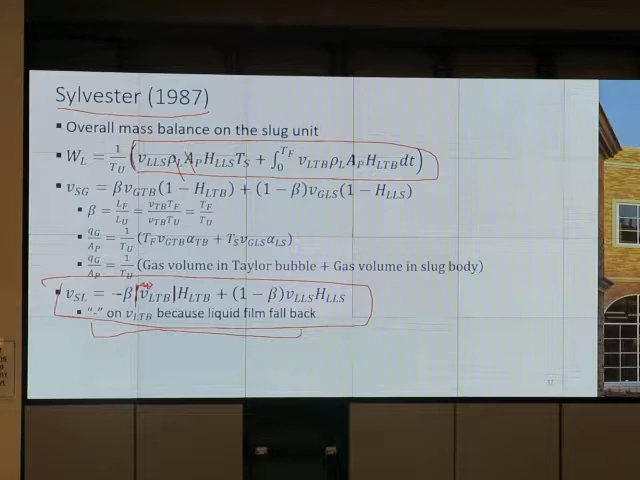 Sylvester (1987)
▪ Overall mass balance on the slug unit
▪ W_L = 1/T_U (v_LLS ρ_L A_P H_LLS T_S + ∫_0^T_F v_LTB ρ_L A_P H_LTB dt)
▪ v_SG = βv_GTB(1 − H_LTB) + (1 − β)v_GLS(1 − H_LLS)
▪ β = L_F/L_U = v_TB T_F/v_TB T_U = T_F/T_U
▪ q_G/A_P = 1/T_U (T_F v_GTB α_TB + T_S v_GLS α_LS)
▪ q_G/A_P = 1/T_U (Gas volume in Taylor bubble + Gas volume in slug body)
▪ v_SL = −β|v_LTB|H_LTB + (1 − β)v_LLS H_LLS
▪ "-" on v_LTB because liquid film fall back